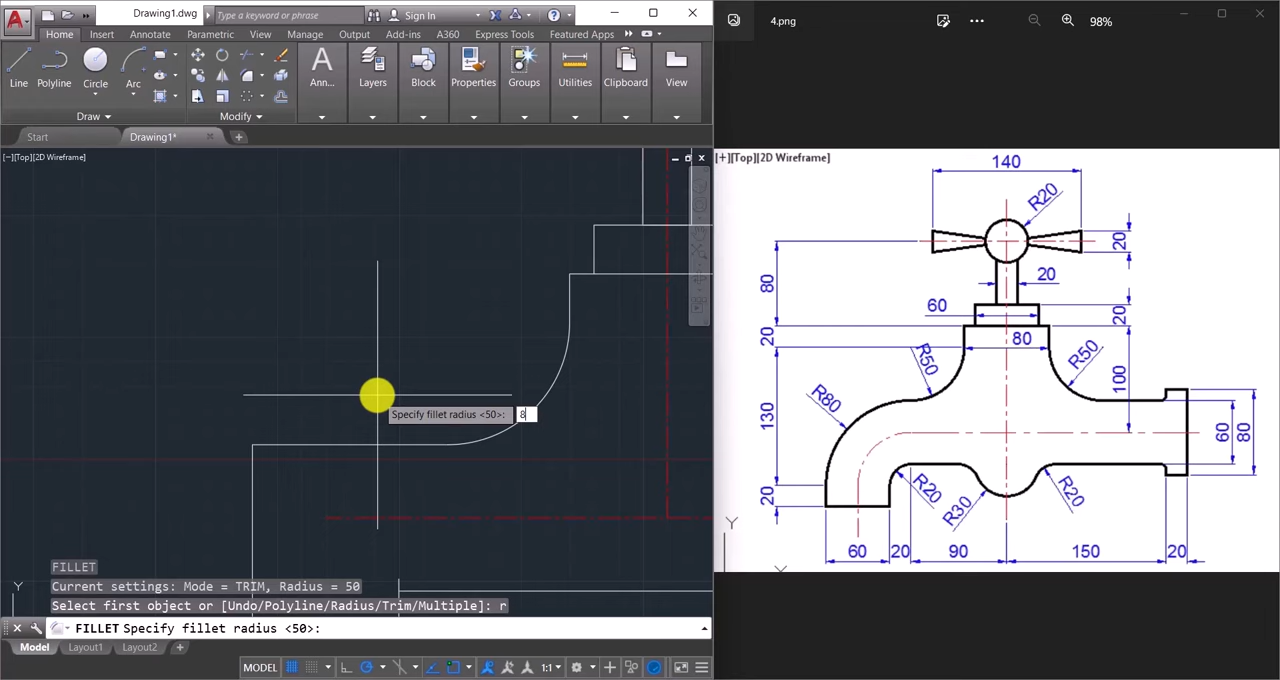 Drawing1.dwg
Type a keyword or phrase
Sign In
Home Insert Annotate Parametric View Manage Output Add-ins A360 Express Tools Featured Apps
Line Polyline Circle Arc
Ann... Layers Block Properties Groups Utilities Clipboard View
Draw Modify
Start Drawing1*
[−][Top][2D Wireframe]
Specify fillet radius <50>: 8
Y
FILLET
Current settings: Mode = TRIM, Radius = 50
Select first object or [Undo/Polyline/Radius/Trim/Multiple]: r
FILLET Specify fillet radius <50>:
Model Layout1 Layout2
MODEL 1:1
4.png
98%
[+][Top][2D Wireframe]
140
R20
20
80
20
60
20
20
80
R50
R50
100
R80
130
60
80
20
R20
R30
R20
60 20 90 150 20
Y